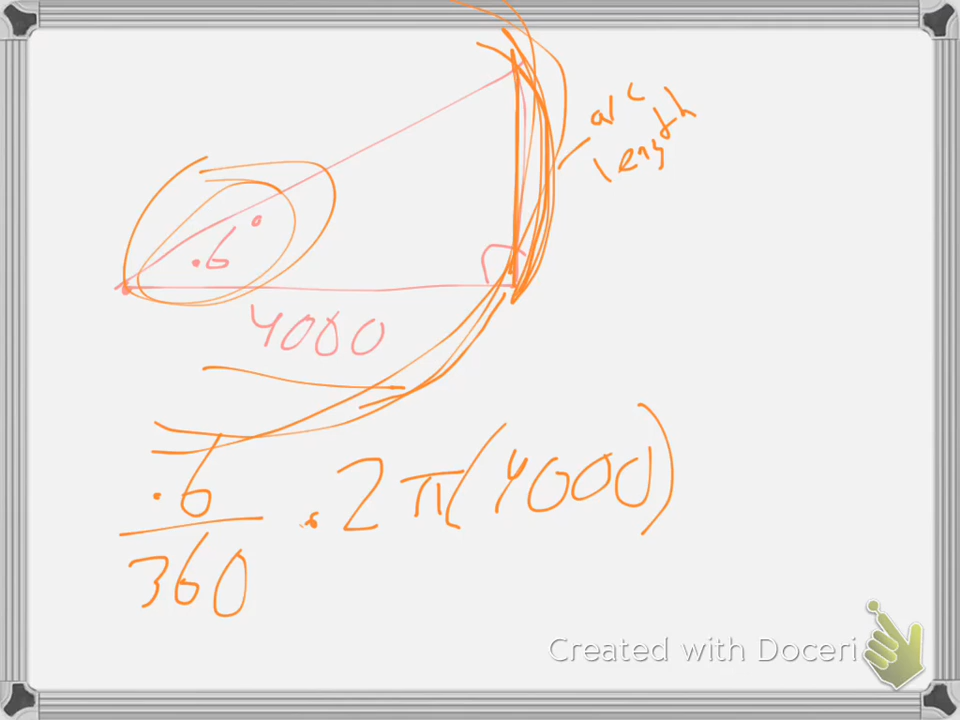 arc
length
.6°
4000
.6
360
· 2π(4000)
Created with Doceri